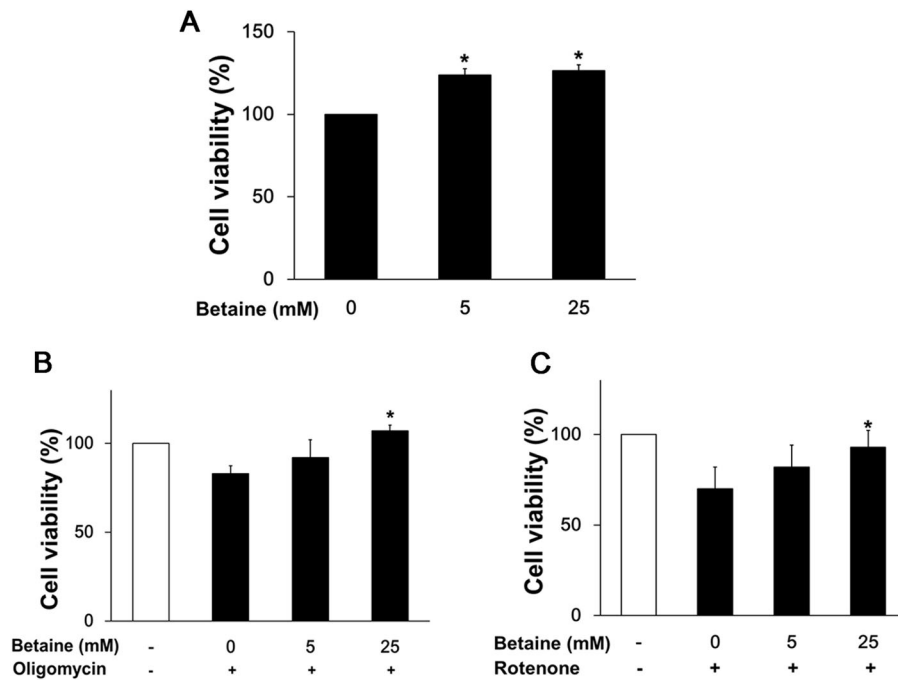 A
Cell viability (%)
150
* *
100
50
0
Betaine (mM) 0 5 25
B
Cell viability (%)
*
100
50
0
Betaine (mM) - 0 5 25
Oligomycin - + + +
C
Cell viability (%)
*
100
50
0
Betaine (mM) - 0 5 25
Rotenone - + + +